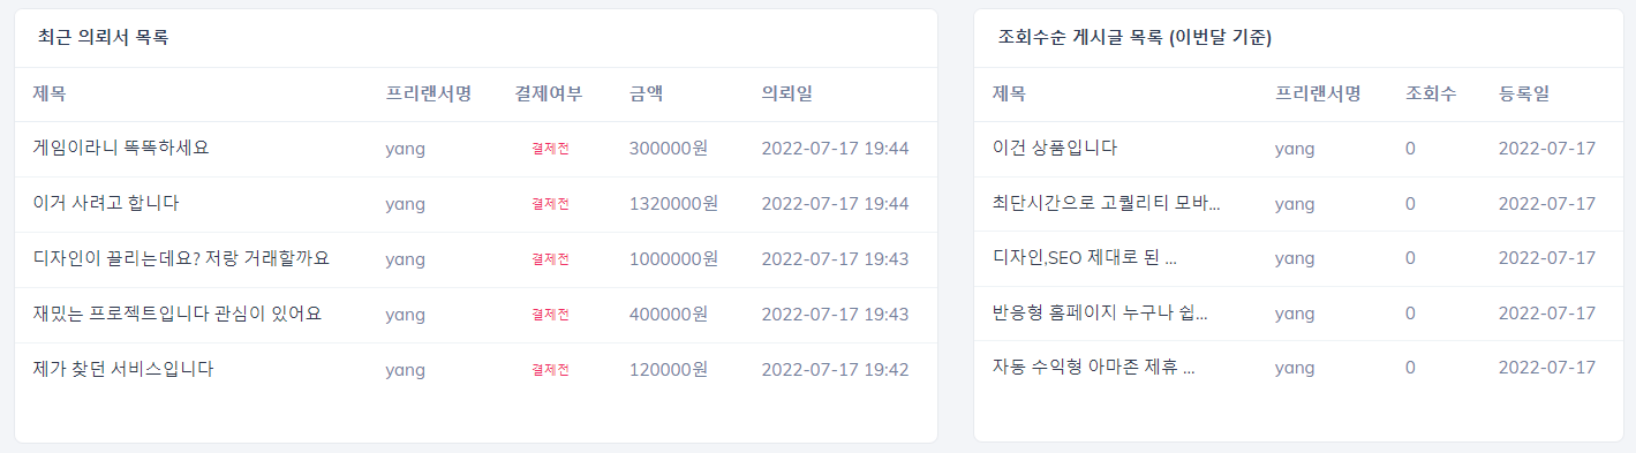 최근 의뢰서 목록
제목 프리랜서명 결제여부 금액 의뢰일
게임이라니 똑똑하세요 yang 결제전 300000원 2022-07-17 19:44
이거 사려고 합니다 yang 결제전 1320000원 2022-07-17 19:44
디자인이 끌리는데요? 저랑 거래할까요 yang 결제전 1000000원 2022-07-17 19:43
재밌는 프로젝트입니다 관심이 있어요 yang 결제전 400000원 2022-07-17 19:43
제가 찾던 서비스입니다 yang 결제전 120000원 2022-07-17 19:42
조회수순 게시글 목록 (이번달 기준)
제목 프리랜서명 조회수 등록일
이건 상품입니다 yang 0 2022-07-17
최단시간으로 고퀄리티 모바... yang 0 2022-07-17
디자인,SEO 제대로 된 ... yang 0 2022-07-17
반응형 홈페이지 누구나 쉽... yang 0 2022-07-17
자동 수익형 아마존 제휴 ... yang 0 2022-07-17